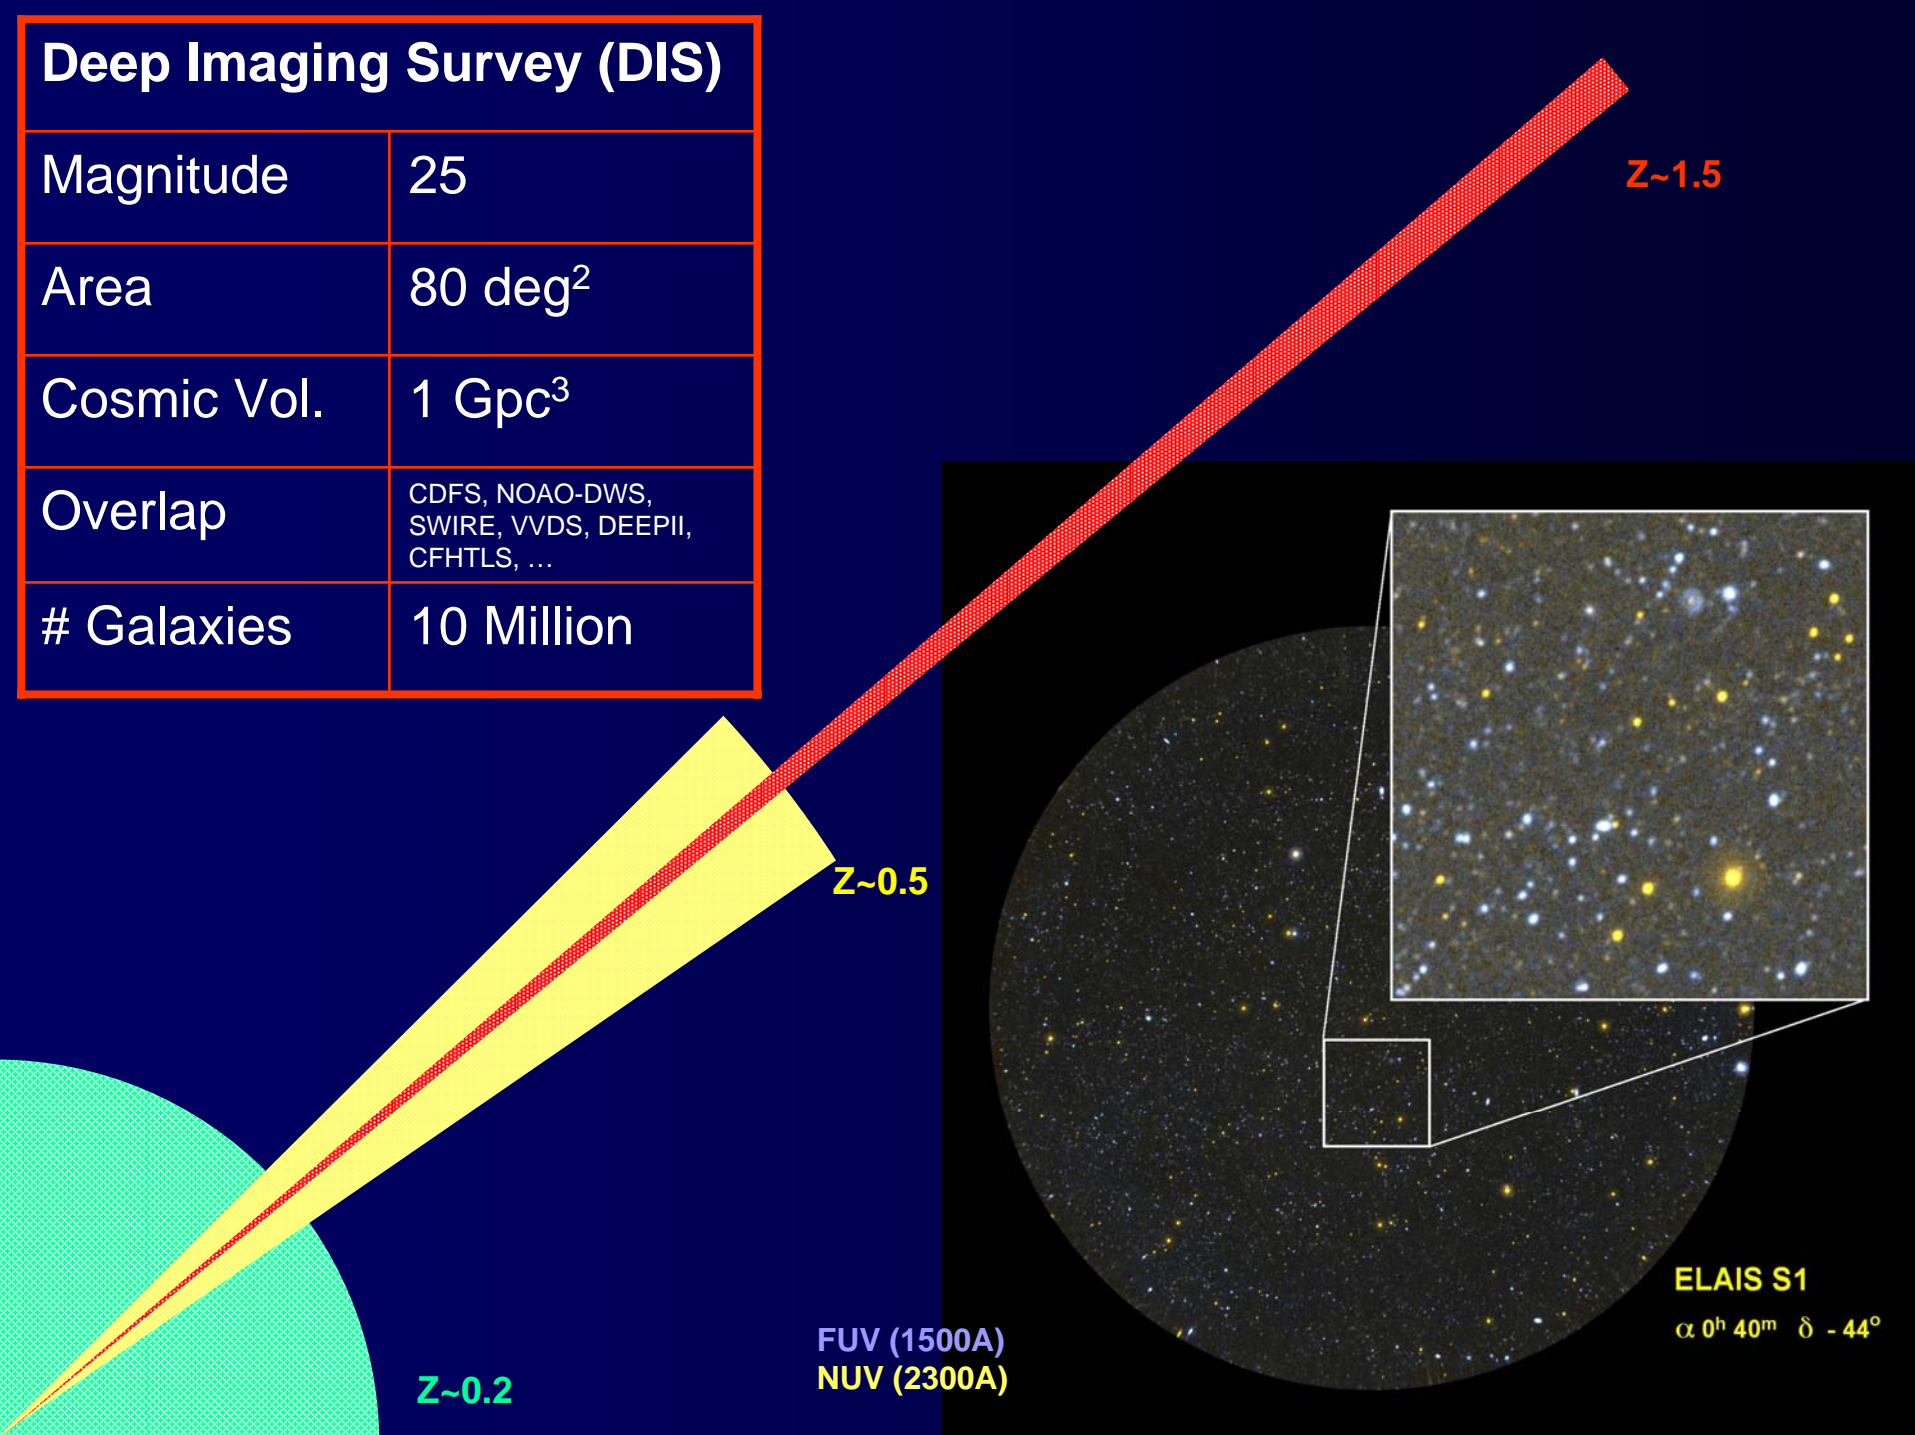 Deep Imaging Survey (DIS)
Magnitude 25
Area 80 deg²
Cosmic Vol. 1 Gpc³
Overlap CDFS, NOAO-DWS,
SWIRE, VVDS, DEEPII,
CFHTLS, …
# Galaxies 10 Million
Z~1.5
Z~0.5
Z~0.2
FUV (1500A)
NUV (2300A)
ELAIS S1
α 0ʰ 40ᵐ δ - 44°